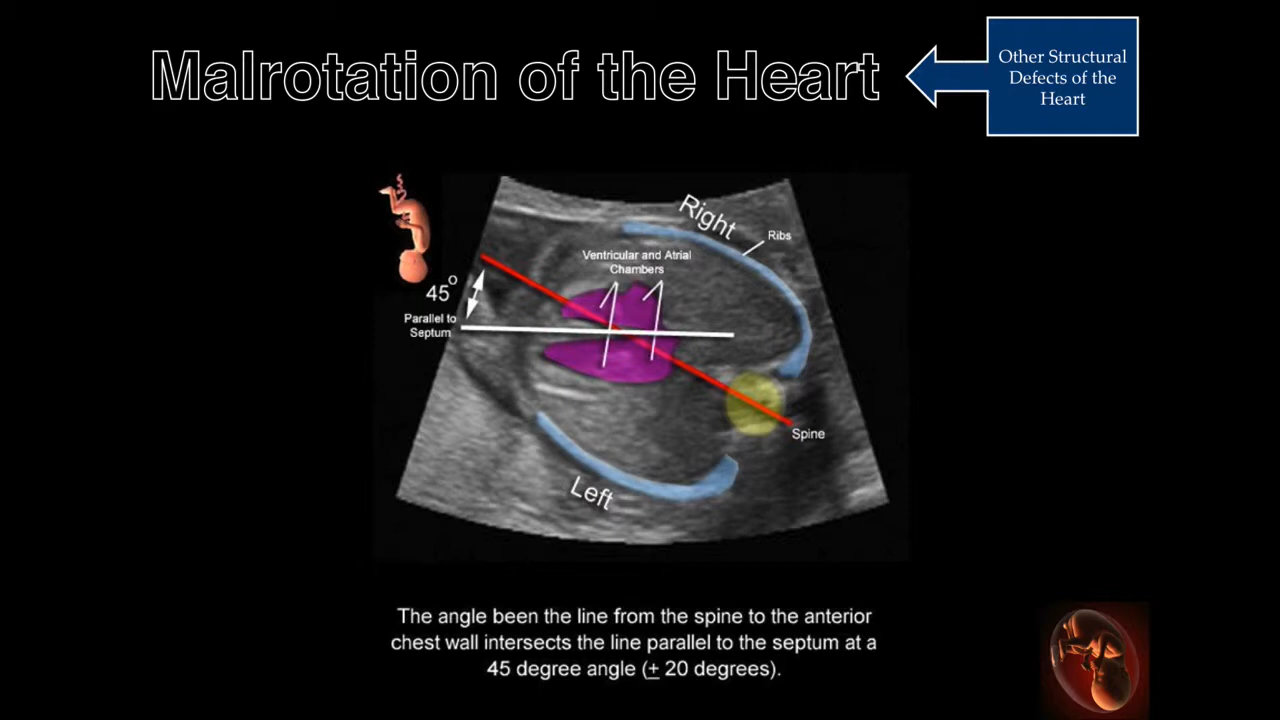 Malrotation of the Heart
Other Structural
Defects of the
Heart
Right
Ribs
Ventricular and Atrial
Chambers
45o
Parallel to
Septum
Spine
Left
The angle been the line from the spine to the anterior
chest wall intersects the line parallel to the septum at a
45 degree angle (± 20 degrees).